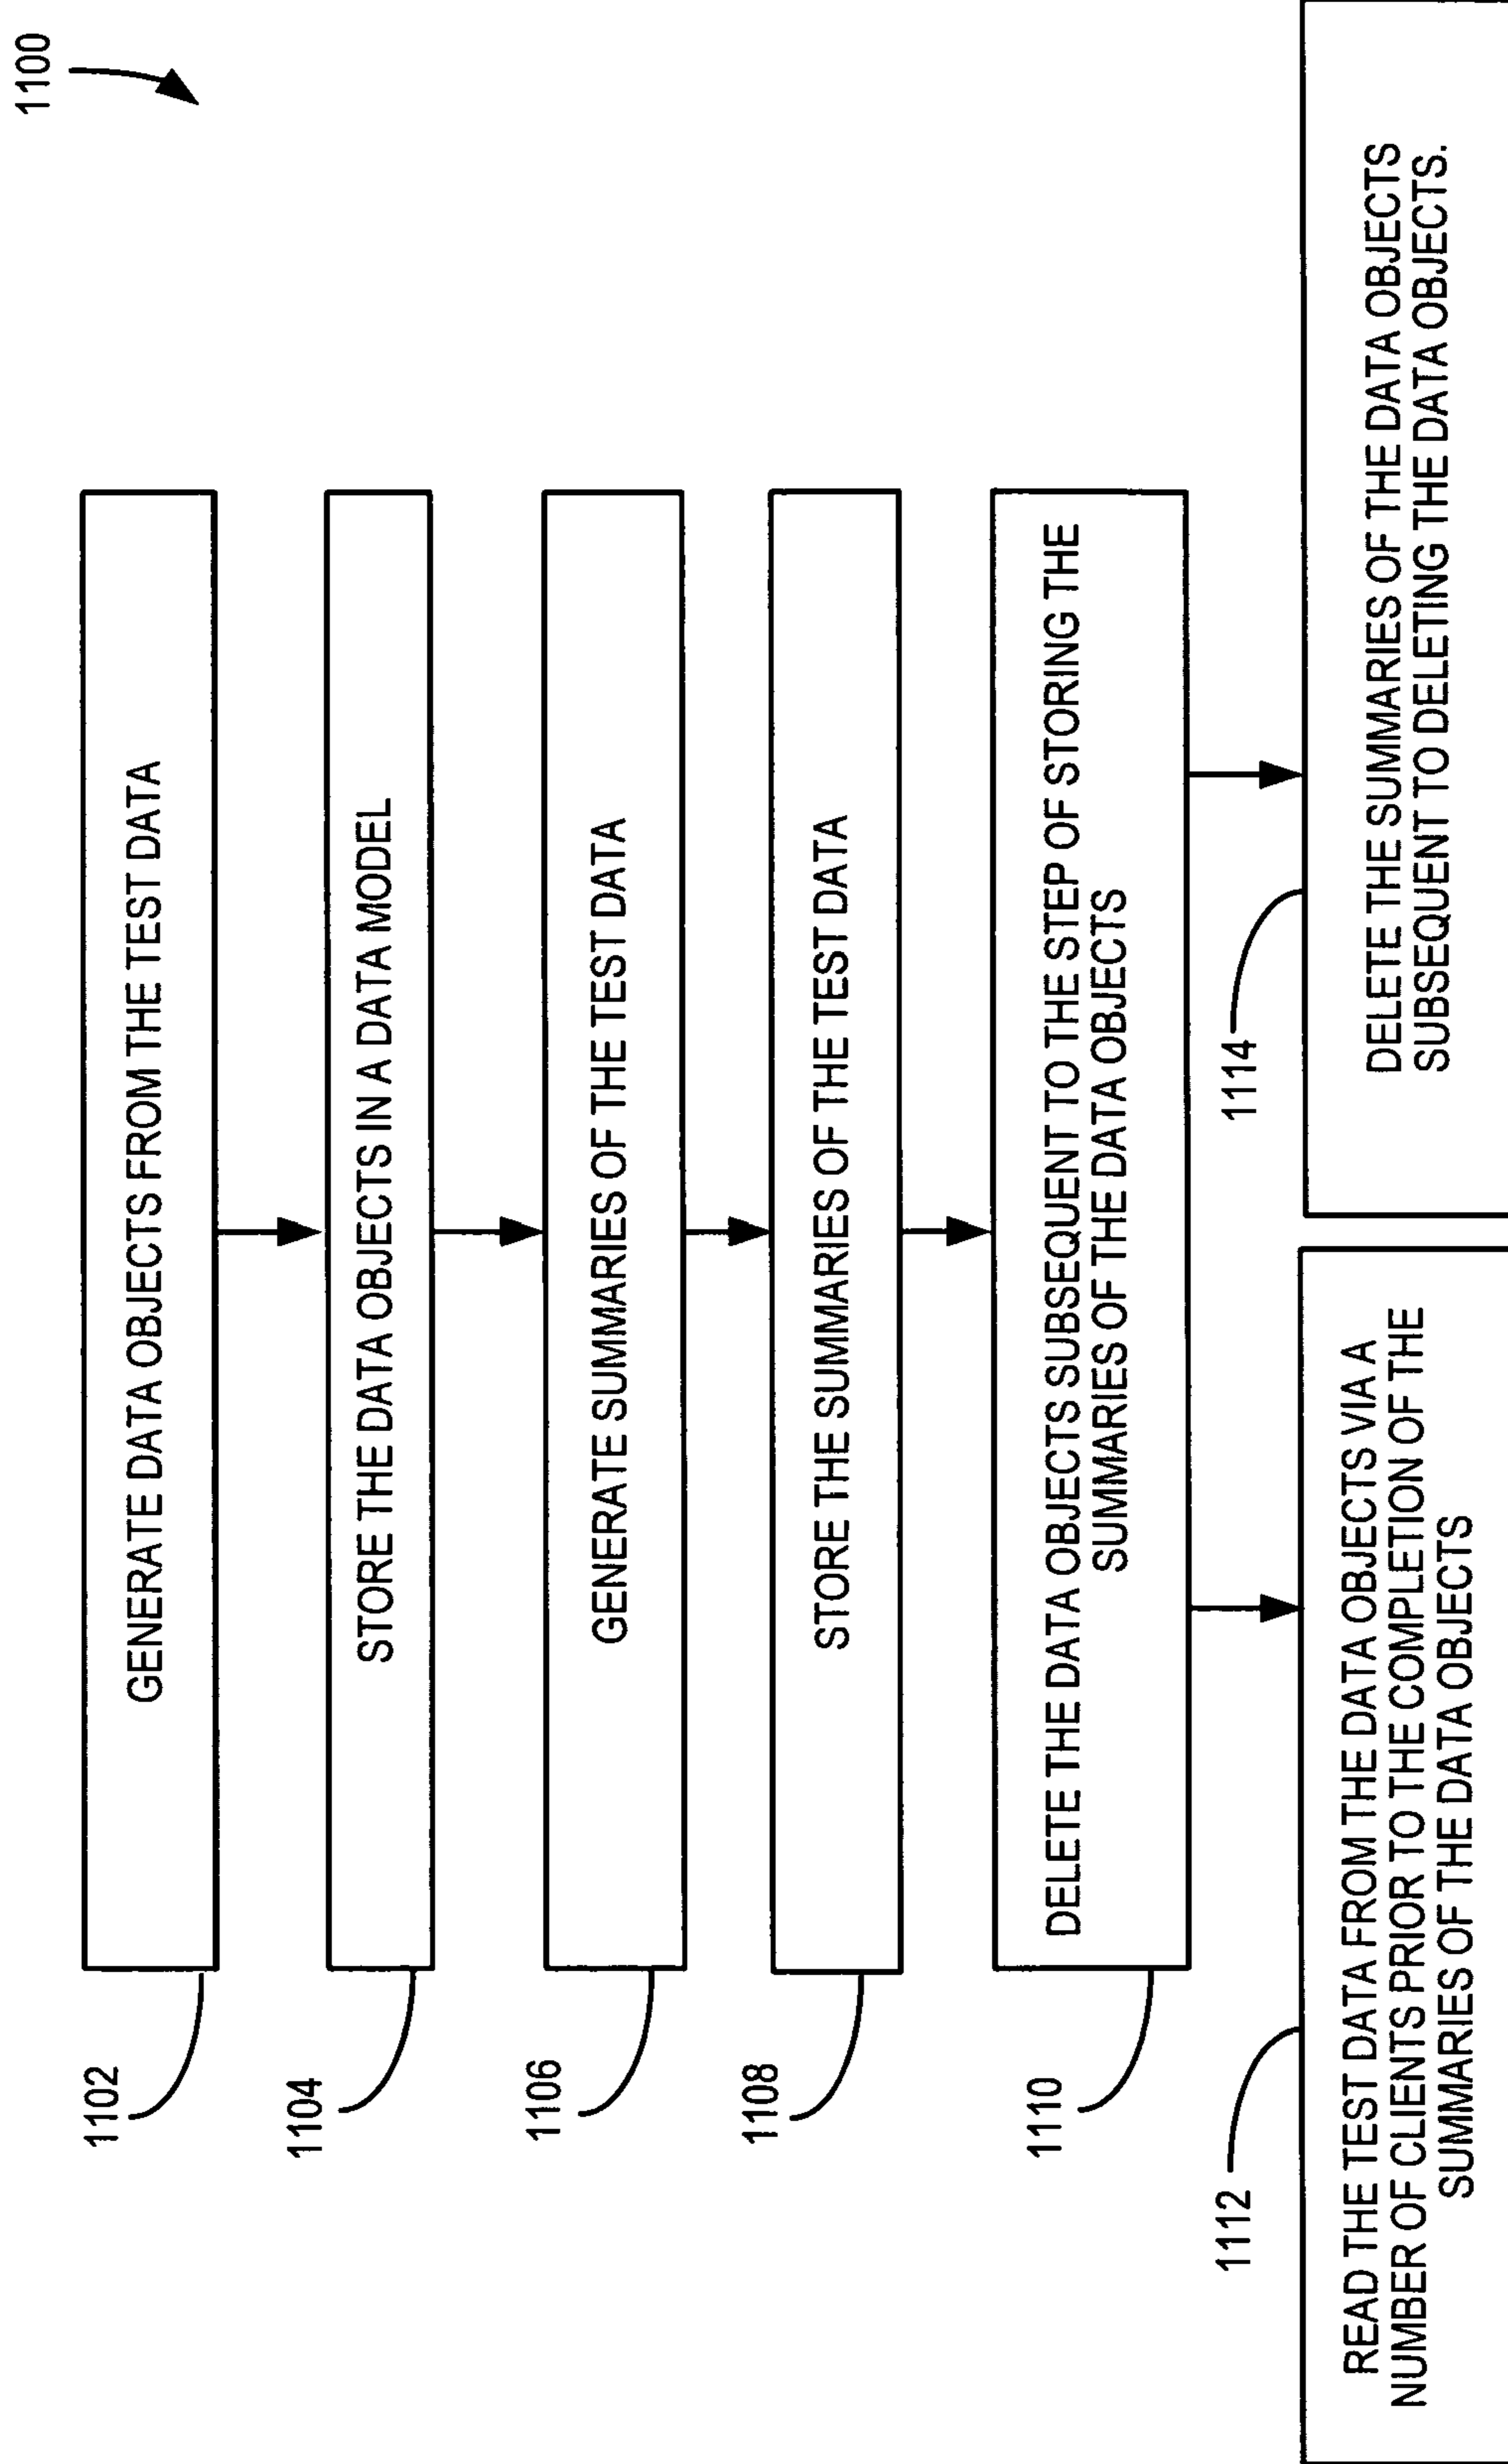 1100
1102
GENERATE DATA OBJECTS FROM THE TEST DATA
1104
STORE THE DATA OBJECTS IN A DATA MODEL
1106
GENERATE SUMMARIES OF THE TEST DATA
1108
STORE THE SUMMARIES OF THE TEST DATA
1110
DELETE THE DATA OBJECTS SUBSEQUENT TO THE STEP OF STORING THE
SUMMARIES OF THE DATA OBJECTS
1112
READ THE TEST DATA FROM THE DATA OBJECTS VIA A
NUMBER OF CLIENTS PRIOR TO THE COMPLETION OF THE
SUMMARIES OF THE DATA OBJECTS
1114
DELETE THE SUMMARIES OF THE DATA OBJECTS
SUBSEQUENT TO DELETING THE DATA OBJECTS.